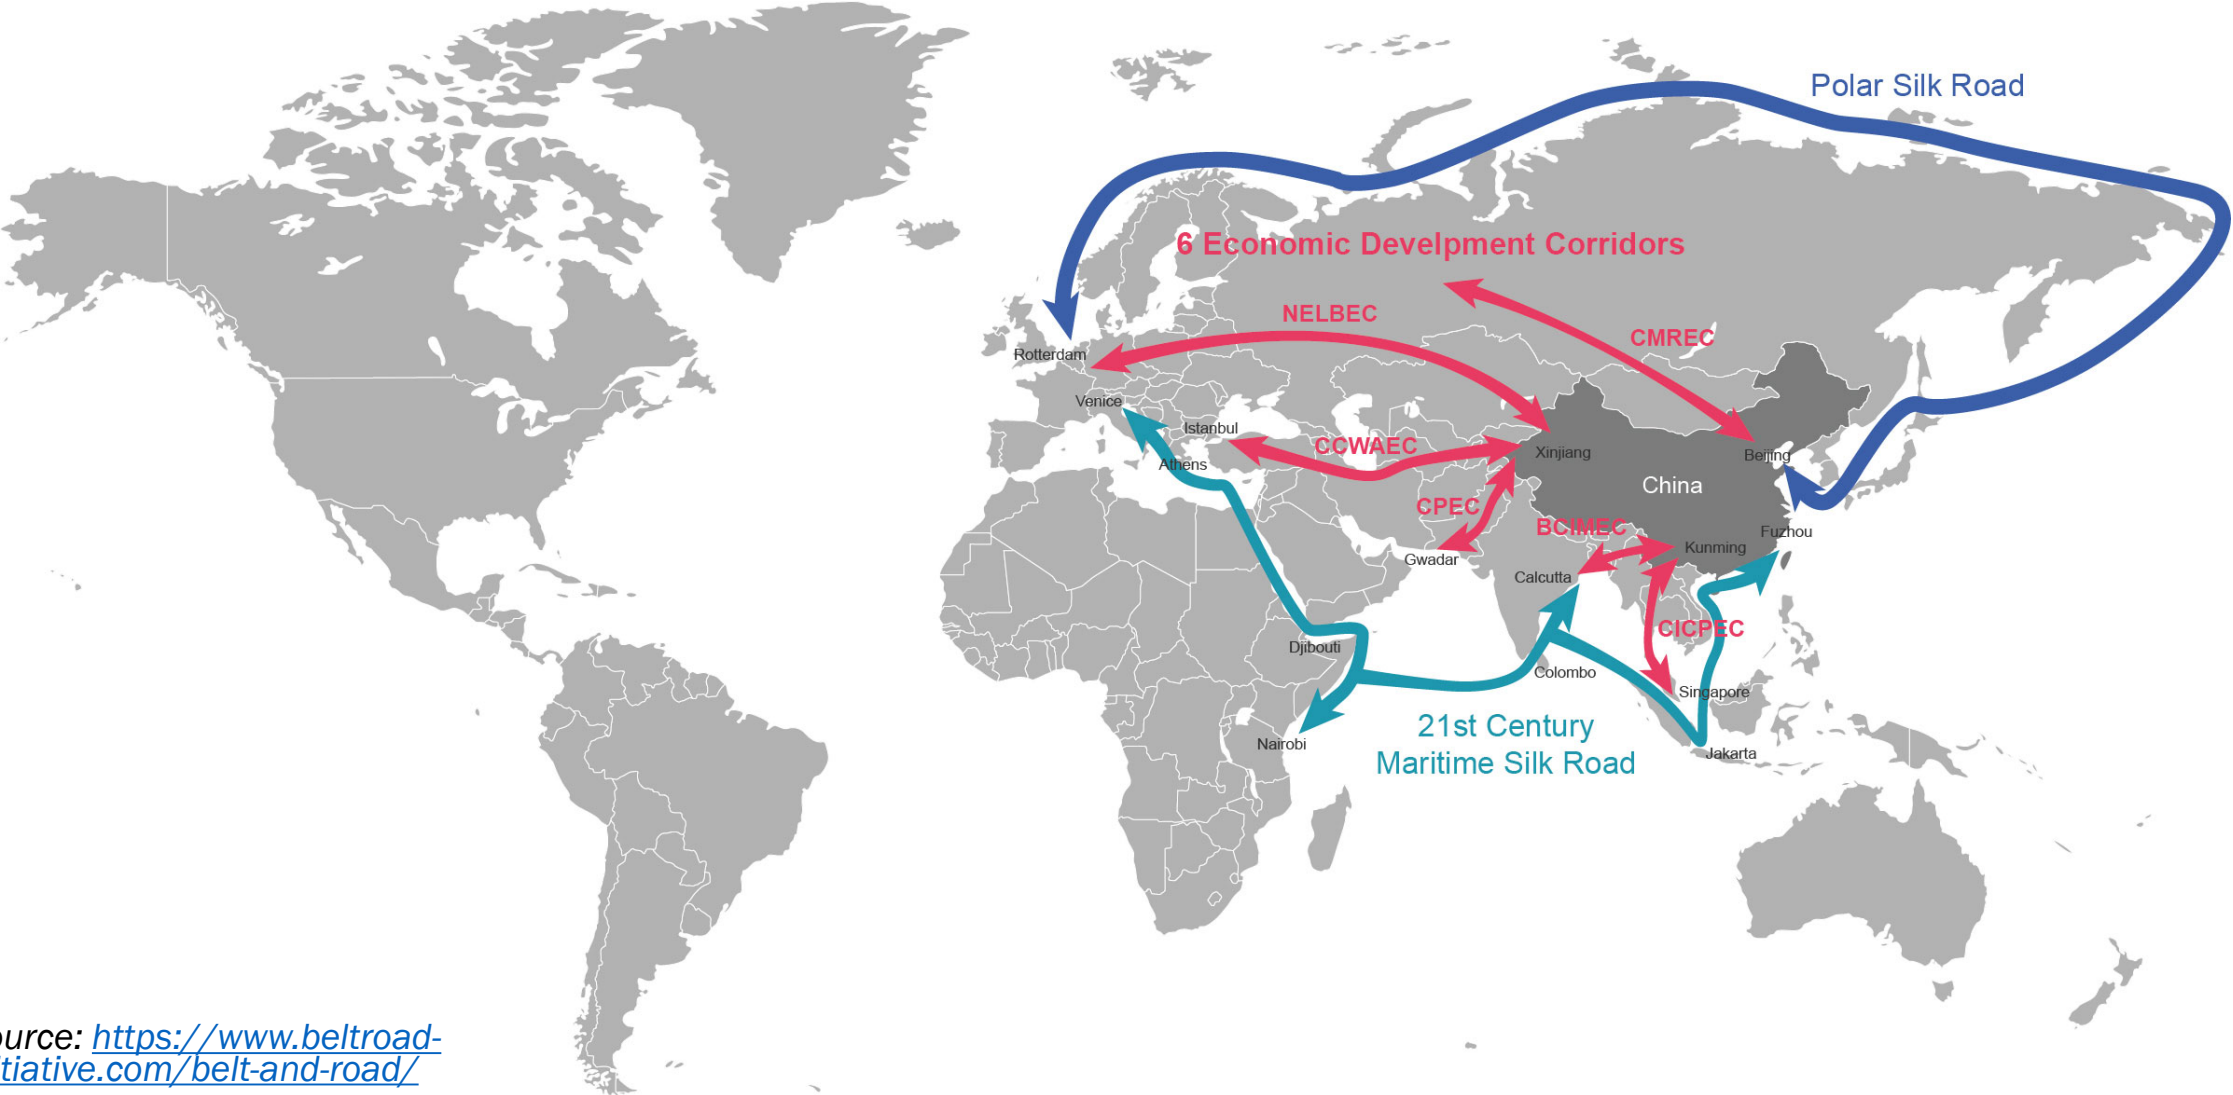 Polar Silk Road
6 Economic Develpment Corridors
NELBEC
CMREC
Rotterdam
Venice
Istanbul
CCWAEC
Xinjiang
Beijing
Athens
China
CPEC
BCIMEC
Fuzhou
Kunming
Gwadar
Calcutta
CICPEC
Djibouti
Colombo
Singapore
21st Century
Maritime Silk Road
Nairobi
Jakarta
ource: https://www.beltroad-
tiative.com/belt-and-road/